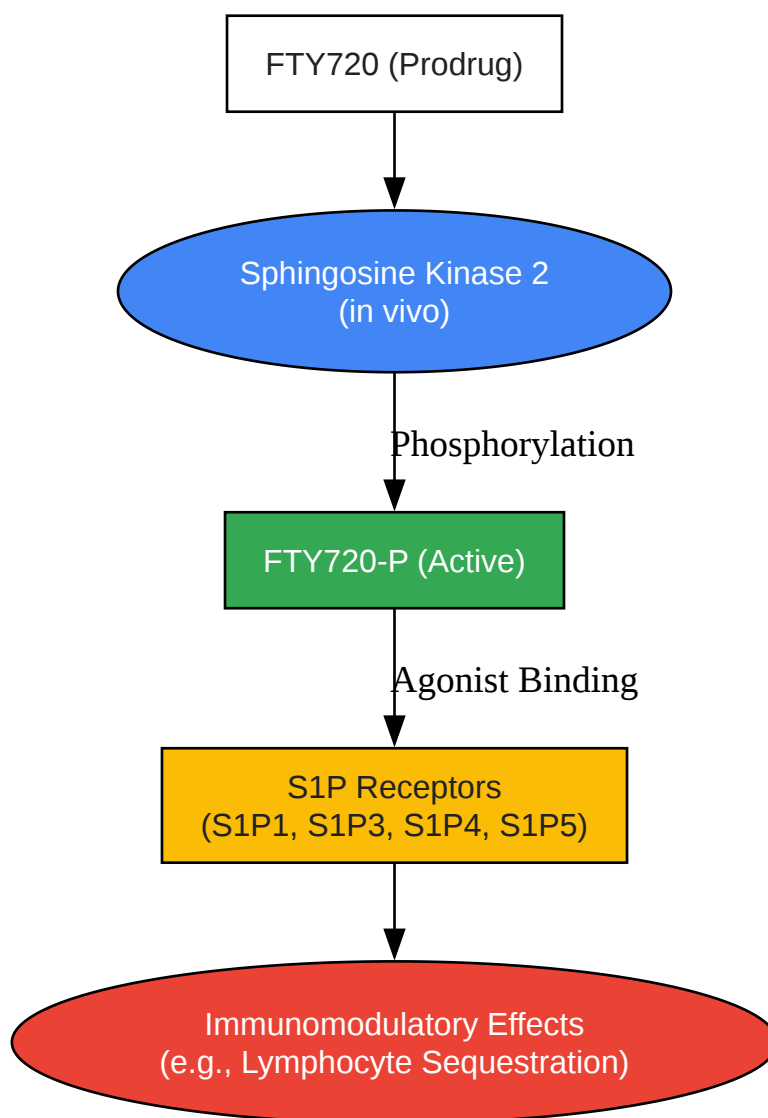 FTY720 (Prodrug)
Sphingosine Kinase 2
(in vivo)
Phosphorylation
FTY720-P (Active)
Agonist Binding
S1P Receptors
(S1P1, S1P3, S1P4, S1P5)
Immunomodulatory Effects
(e.g., Lymphocyte Sequestration)